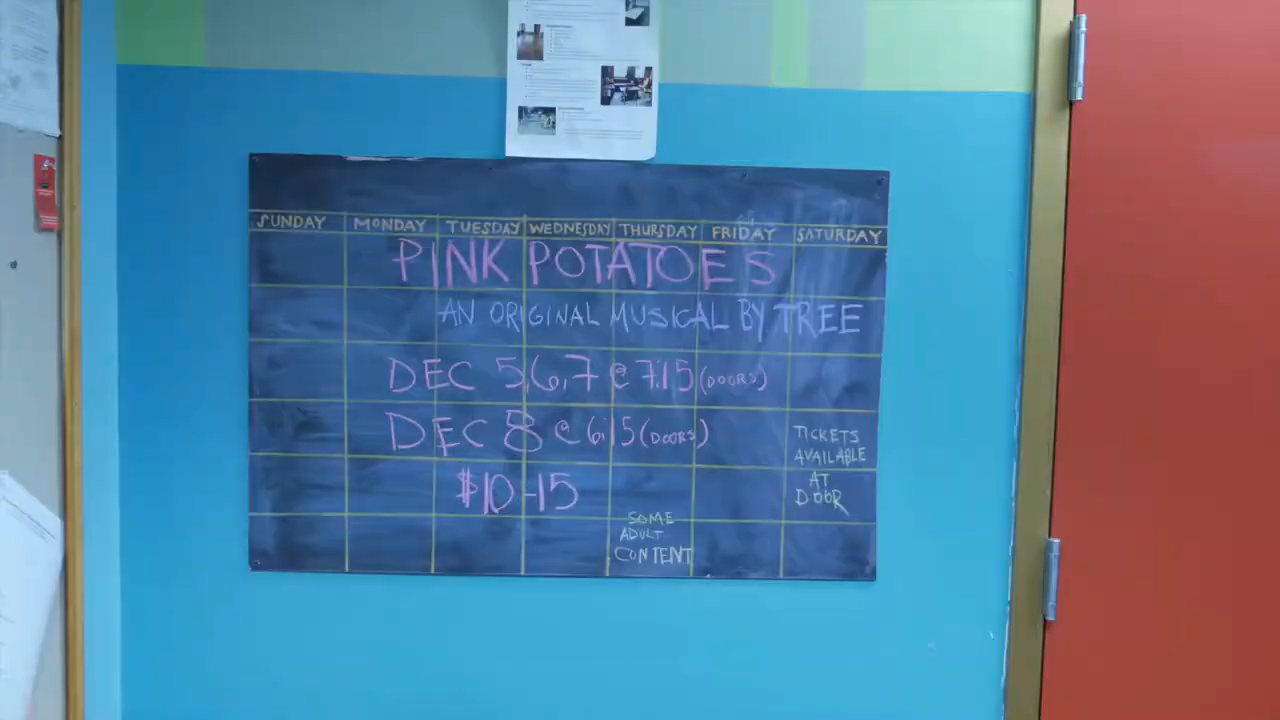 SUNDAY MONDAY TUESDAY WEDNESDAY THURSDAY FRIDAY SATURDAY
PINK POTATOES
AN ORIGINAL MUSICAL BY TREE
DEC 5,6,7 @ 7:15 (DOORS)
DEC 8 @ 6:15 (DOORS)
$10-15
TICKETS
AVAILABLE
AT
DOOR
SOME
ADULT
CONTENT